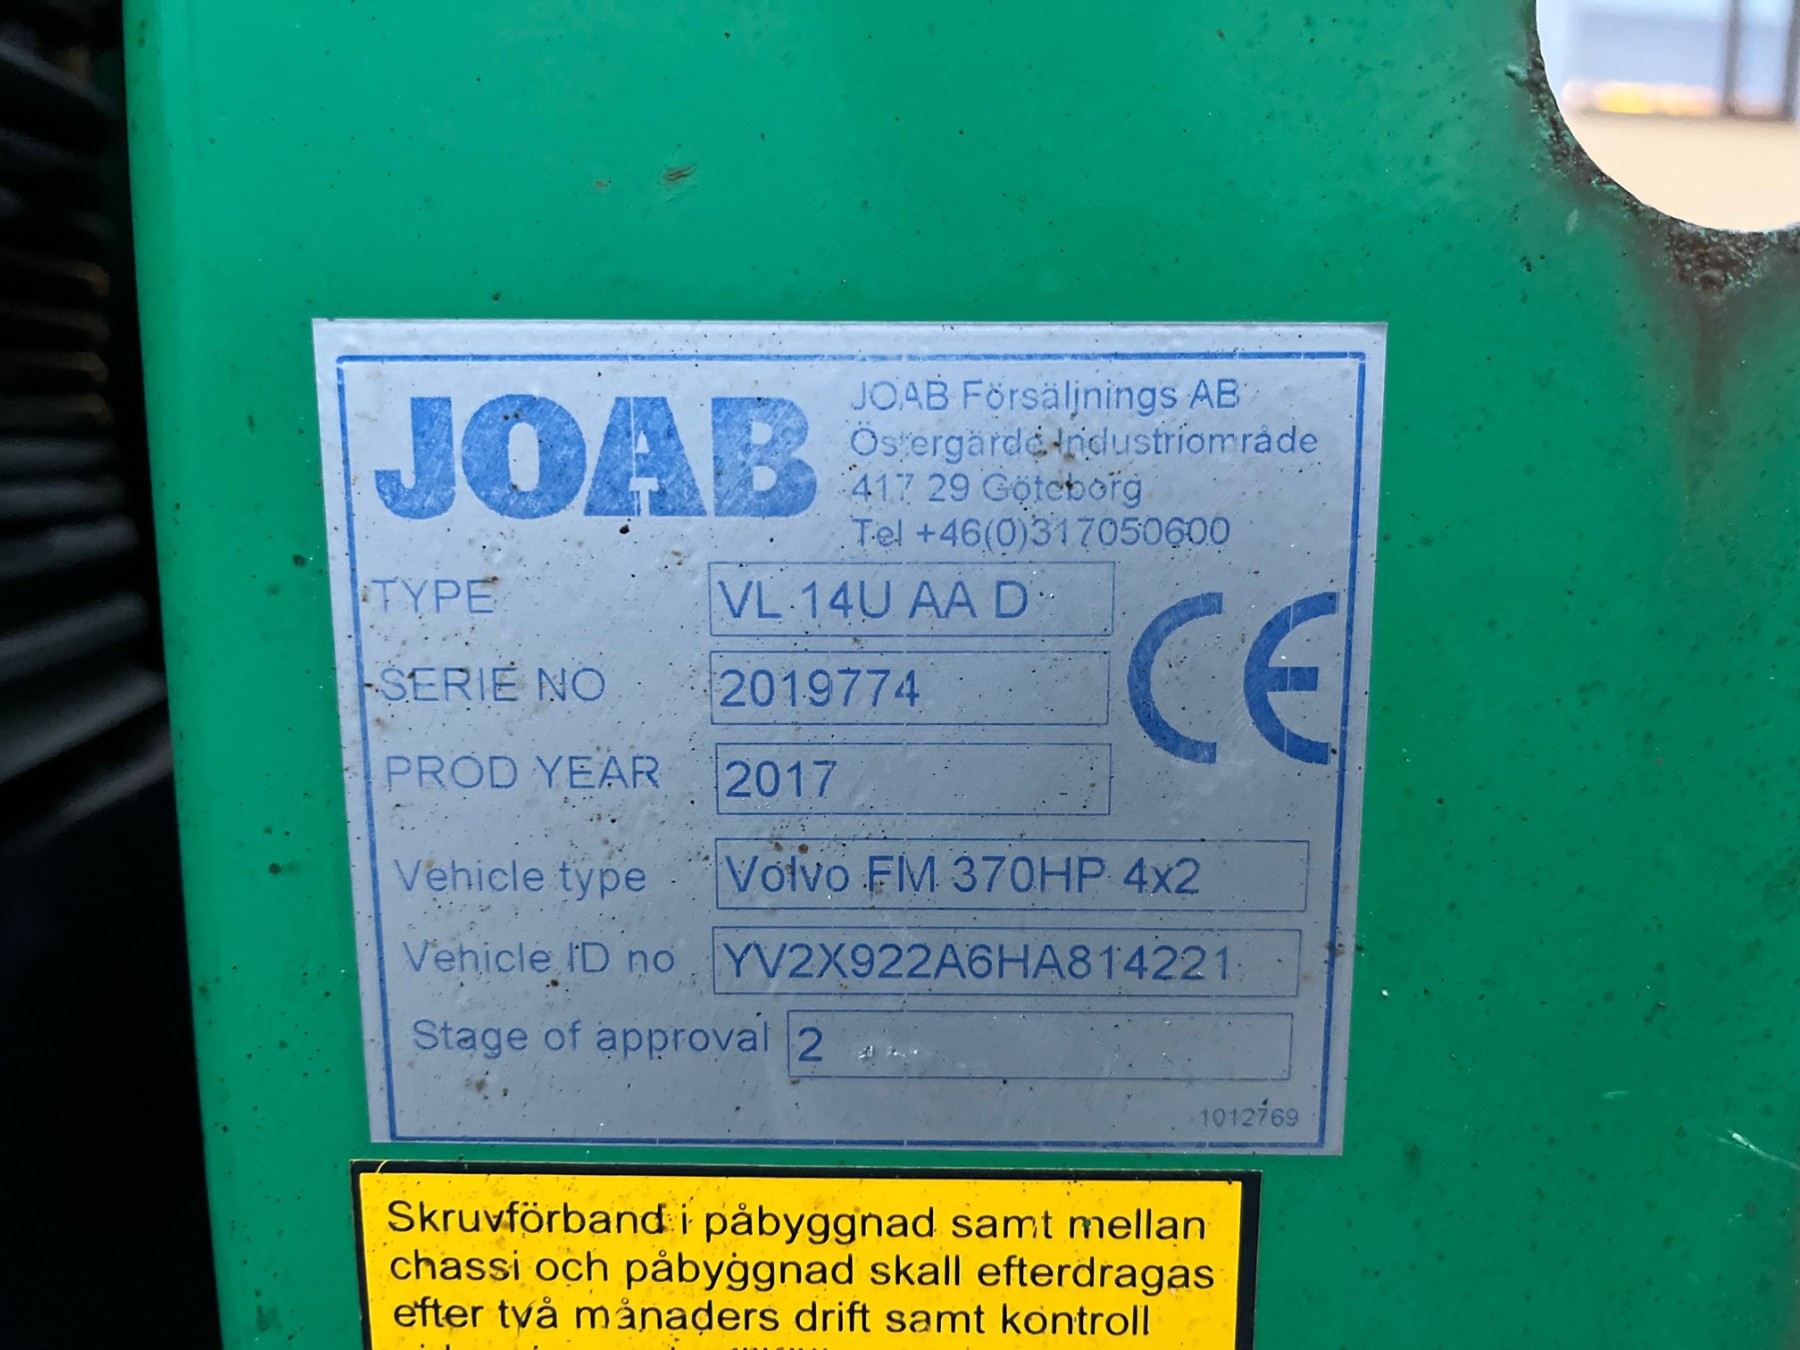 JOAB
JOAB Försäljnings AB
Östergärde Industriområde
417 29 Göteborg
Tel +46(0)317050600
TYPE VL 14U AA D
CE
SERIE NO 2019774
PROD YEAR 2017
Vehicle type Volvo FM 370HP 4x2
Vehicle ID no YV2X922A6HA814221
Stage of approval 2
1012769
Skruvförband i påbyggnad samt mellan
chassi och påbyggnad skall efterdragas
efter två månaders drift samt kontroll